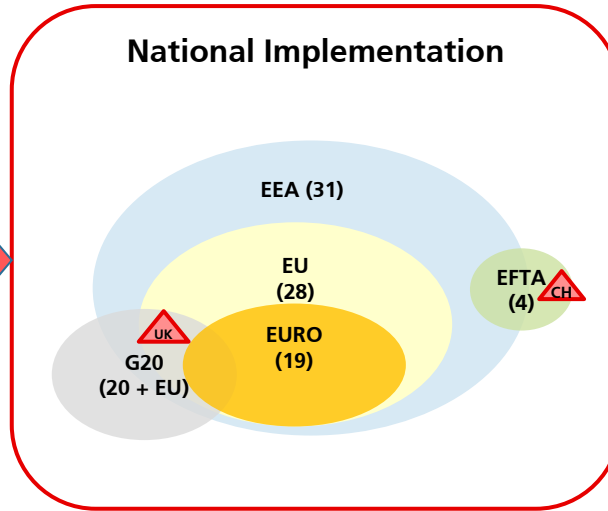 National Implementation
EEA (31)
EU
(28)
EFTA
(4)
CH
UK
EURO
(19)
G20
(20 + EU)